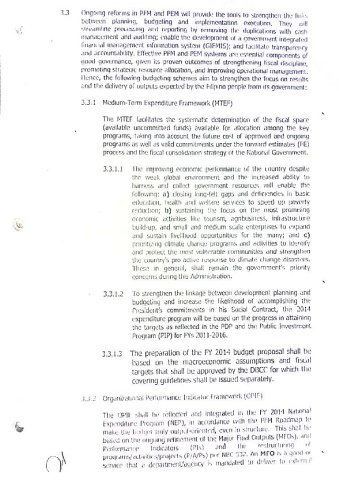 3.3 Ongoing reforms in PFM and PEM will provide the tools to strengthen the links
between planning, budgeting and implementation execution. They will
streamline processing and reporting by removing the duplications with cash
management and auditing; enable the development of a government integrated
financial management information system (GIFMIS); and facilitate transparency
and accountability. Effective PFM and PEM systems are essential components of
good governance, given its proven outcomes of strengthening fiscal discipline,
promoting strategic resource allocation, and improving operational management.
Hence, the following budgeting schemes aim to strengthen the focus on results
and the delivery of outputs expected by the Filipino people from its government:
3.3.1 Medium-Term Expenditure Framework (MTEF)
The MTEF facilitates the systematic determination of the fiscal space
(available uncommitted funds) available for allocation among the key
programs, taking into account the future cost of approved and ongoing
programs as well as valid commitments under the forward estimates (FE)
process and the fiscal consolidation strategy of the National Government.
3.3.1.1 The improving economic performance of the country despite
the weak global environment, and the increased ability to
harness and collect government resources will enable the
following: a) closing long-felt gaps and deficiencies in basic
education, health and welfare services to speed up poverty
reduction; b) sustaining the focus on the most promising
economic activities like tourism, agribusiness, infrastructure
build-up, and small and medium scale enterprises to expand
and sustain livelihood opportunities for the many; and c)
prioritizing climate change programs and activities to identify
and protect the most vulnerable communities and strengthen
the country's pro-active response to climate change disasters.
These in general, shall remain the government's priority
concerns during this Administration.
3.3.1.2 To strengthen the linkage between development planning and
budgeting and increase the likelihood of accomplishing the
President's commitments in his Social Contract, the 2014
expenditure program will be based on the progress in attaining
the targets as reflected in the PDP and the Public Investment
Program (PIP) for FYs 2011-2016.
3.3.1.3 The preparation of the FY 2014 budget proposal shall be
based on the macroeconomic assumptions and fiscal
targets that shall be approved by the DBCC for which the
covering guidelines shall be issued separately.
3.3.2 Organizational Performance Indicator Framework, (OPIF)
The OPIF shall be reflected and integrated in the FY 2014 National
Expenditure Program (NEP), in accordance with the PEM Roadmap to
make the budget truly output-oriented, even in structure. This shall be
based on the ongoing refinement of the Major Final Outputs (MFOs), and
Performance Indicators (PIs) and the restructuring of
programs/activities/projects (P/A/Ps) per NBC 532. An MFO is a good or
service that a department/agency is mandated to deliver to external